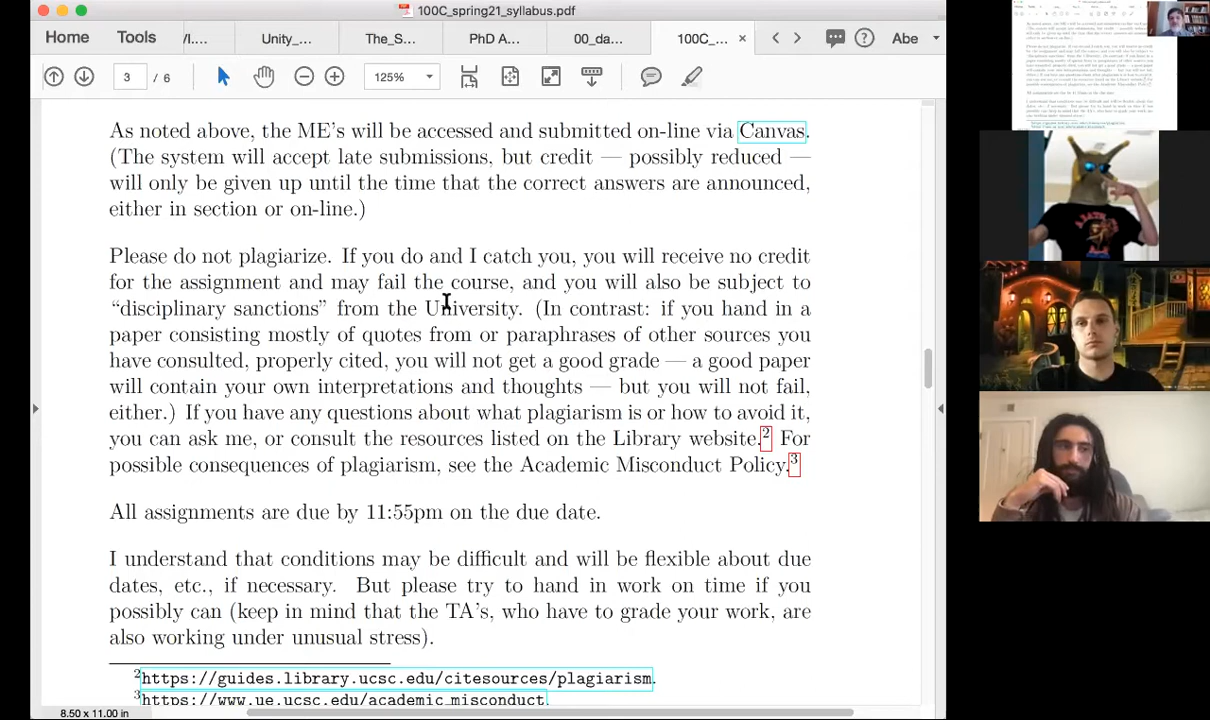 100C_spring21_syllabus.pdf
Home Tools /.... Unity_... 00_cla... 100C_... Abe
3 / 6 125%
As noted above, the ME's will be accessed and submitted on-line via Canvas.
(The system will accept late submissions, but credit — possibly reduced —
will only be given up until the time that the correct answers are announced,
either in section or on-line.)
Please do not plagiarize. If you do and I catch you, you will receive no credit
for the assignment and may fail the course, and you will also be subject to
“disciplinary sanctions” from the University. (In contrast: if you hand in a
paper consisting mostly of quotes from or paraphrases of other sources you
have consulted, properly cited, you will not get a good grade — a good paper
will contain your own interpretations and thoughts — but you will not fail,
either.) If you have any questions about what plagiarism is or how to avoid it,
you can ask me, or consult the resources listed on the Library website.2 For
possible consequences of plagiarism, see the Academic Misconduct Policy.3
All assignments are due by 11:55pm on the due date.
I understand that conditions may be difficult and will be flexible about due
dates, etc., if necessary. But please try to hand in work on time if you
possibly can (keep in mind that the TA's, who have to grade your work, are
also working under unusual stress).
2https://guides.library.ucsc.edu/citesources/plagiarism.
3https://www.ue.ucsc.edu/academic_misconduct.
8.50 x 11.00 in